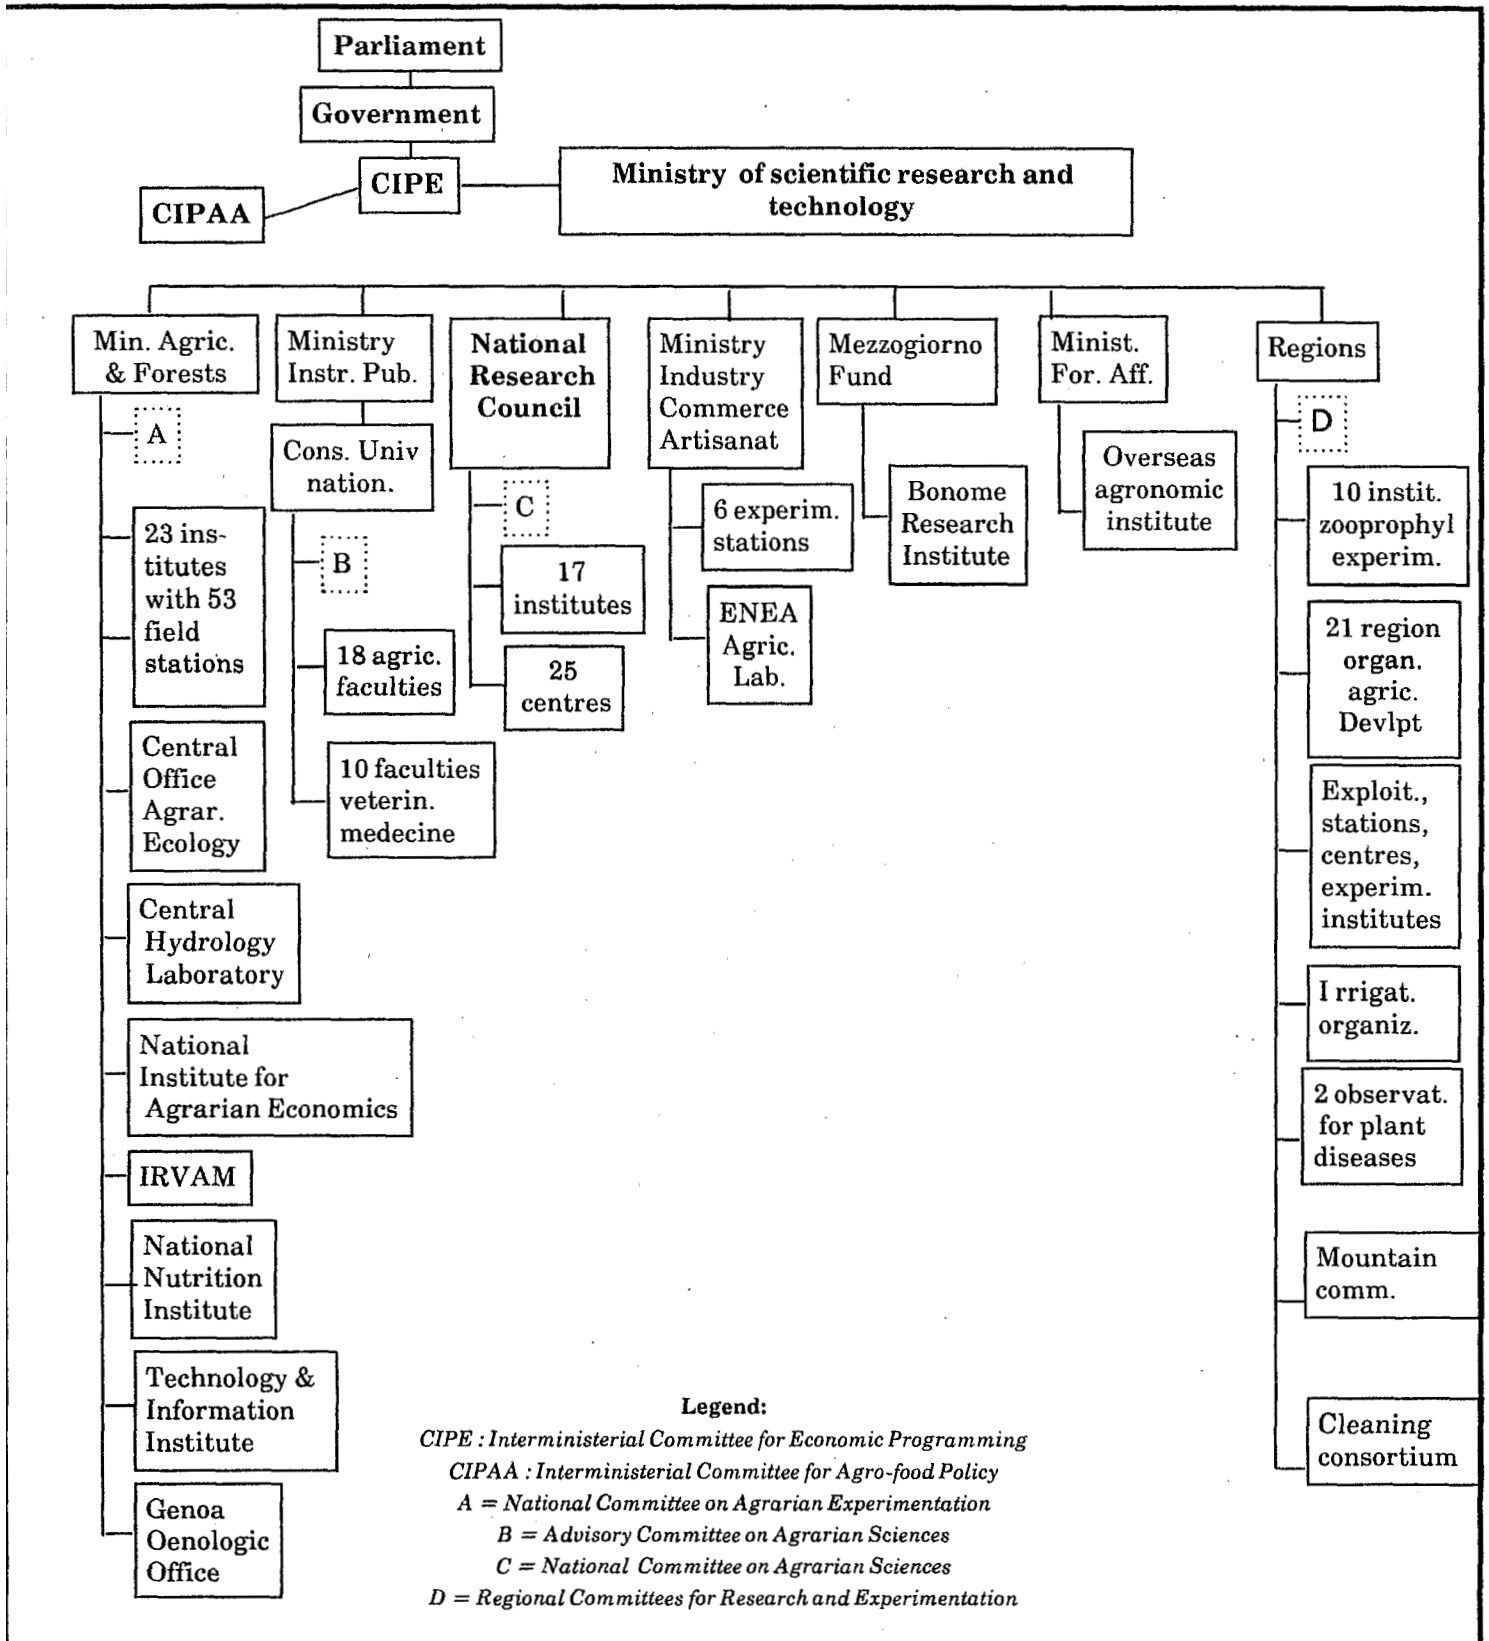 Parliament
Government
CIPE
CIPAA
Ministry of scientific research and
technology
Min. Agric.
& Forests
A
23 ins-
titutes
with 53
field
stations
Central
Office
Agrar.
Ecology
Central
Hydrology
Laboratory
National
Institute for
Agrarian Economics
IRVAM
National
Nutrition
Institute
Technology &
Information
Institute
Genoa
Oenologic
Office
Ministry
Instr. Pub.
Cons. Univ
nation.
B
18 agric.
faculties
10 faculties
veterin.
medecine
National
Research
Council
C
17
institutes
25
centres
Ministry
Industry
Commerce
Artisanat
6 experim.
stations
ENEA
Agric.
Lab.
Mezzogiorno
Fund
Bonome
Research
Institute
Minist.
For. Aff.
Overseas
agronomic
institute
Regions
D
10 instit.
zooprophyl
experim.
21 region
organ.
agric.
Devlpt
Exploit.,
stations,
centres,
experim.
institutes
I rrigat.
organiz.
2 observat.
for plant
diseases
Mountain
comm.
Cleaning
consortium
Legend:
CIPE : Interministerial Committee for Economic Programming
CIPAA : Interministerial Committee for Agro-food Policy
A = National Committee on Agrarian Experimentation
B = Advisory Committee on Agrarian Sciences
C = National Committee on Agrarian Sciences
D = Regional Committees for Research and Experimentation